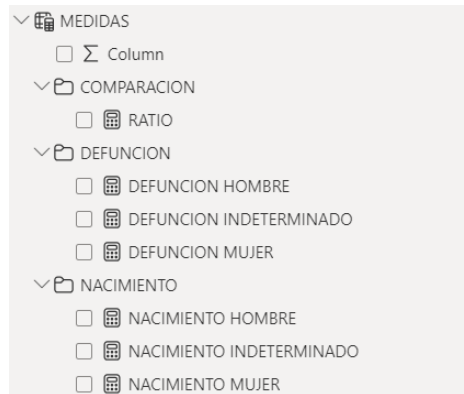 MEDIDAS
Σ Column
COMPARACION
RATIO
DEFUNCION
DEFUNCION HOMBRE
DEFUNCION INDETERMINADO
DEFUNCION MUJER
NACIMIENTO
NACIMIENTO HOMBRE
NACIMIENTO INDETERMINADO
NACIMIENTO MUJER